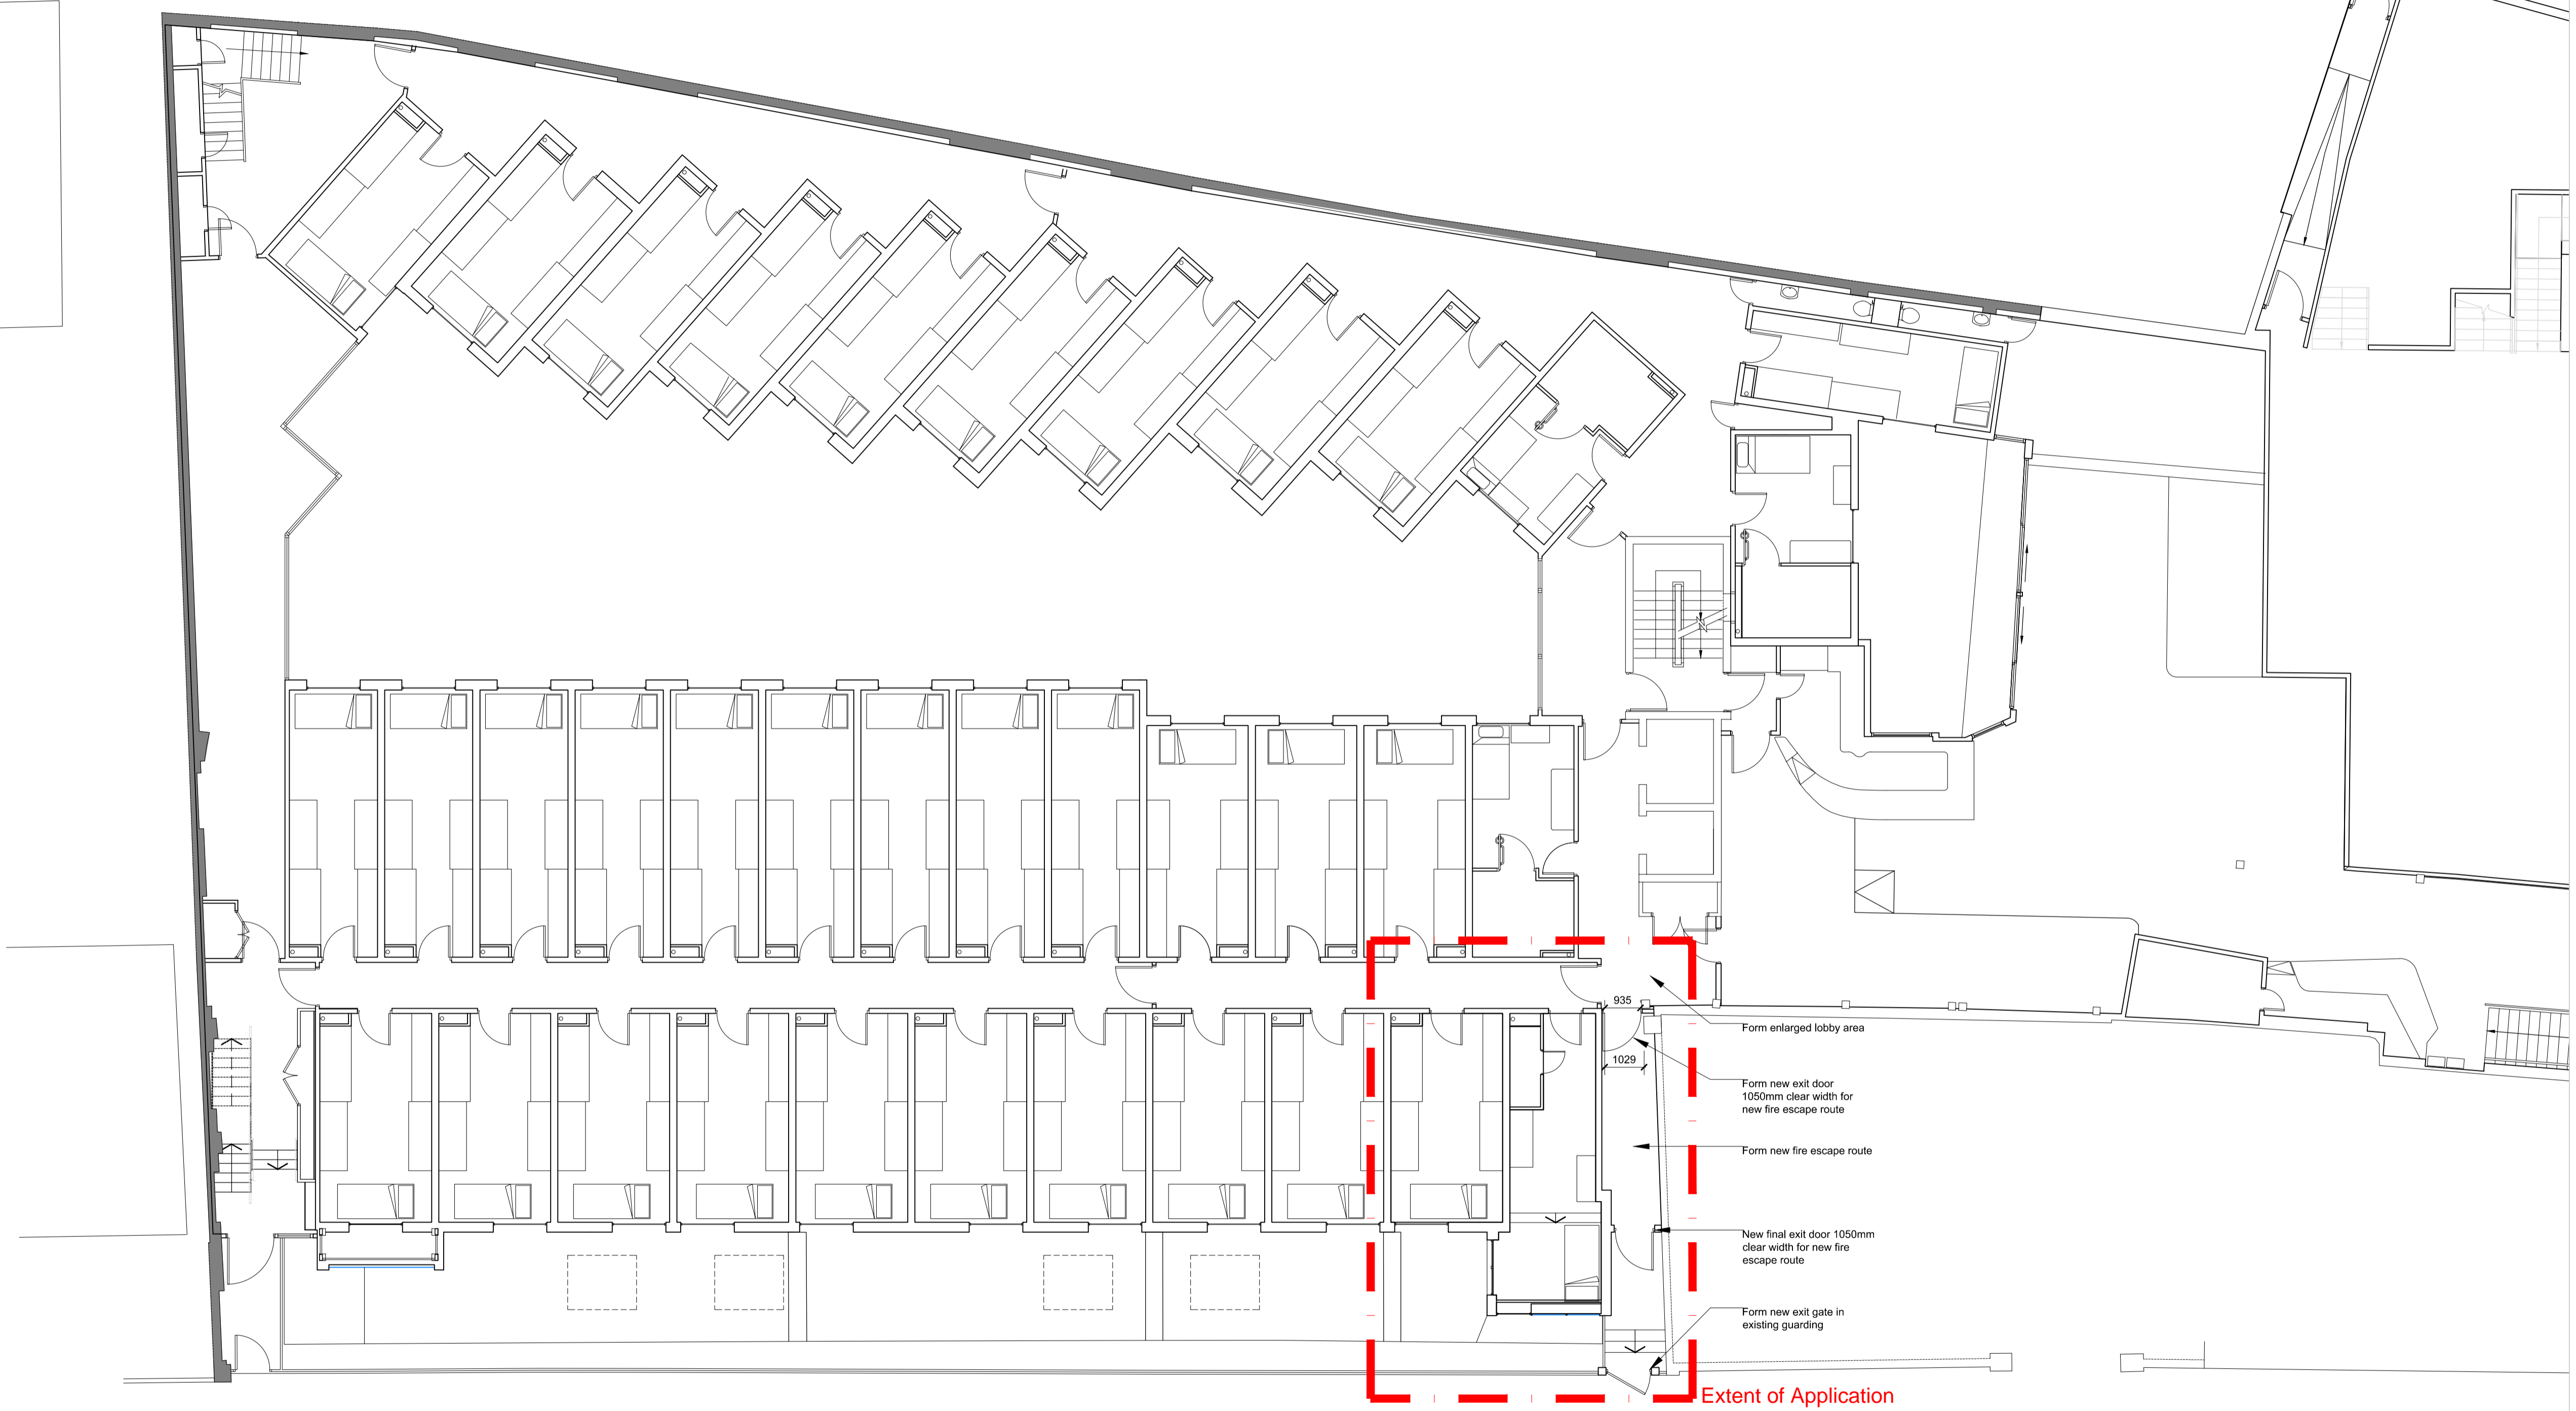 935
Form enlarged lobby area
1029
Form new exit door
1050mm clear width for
new fire escape route
Form new fire escape route
New final exit door 1050mm
clear width for new fire
escape route
Form new exit gate in
existing guarding
Extent of Application